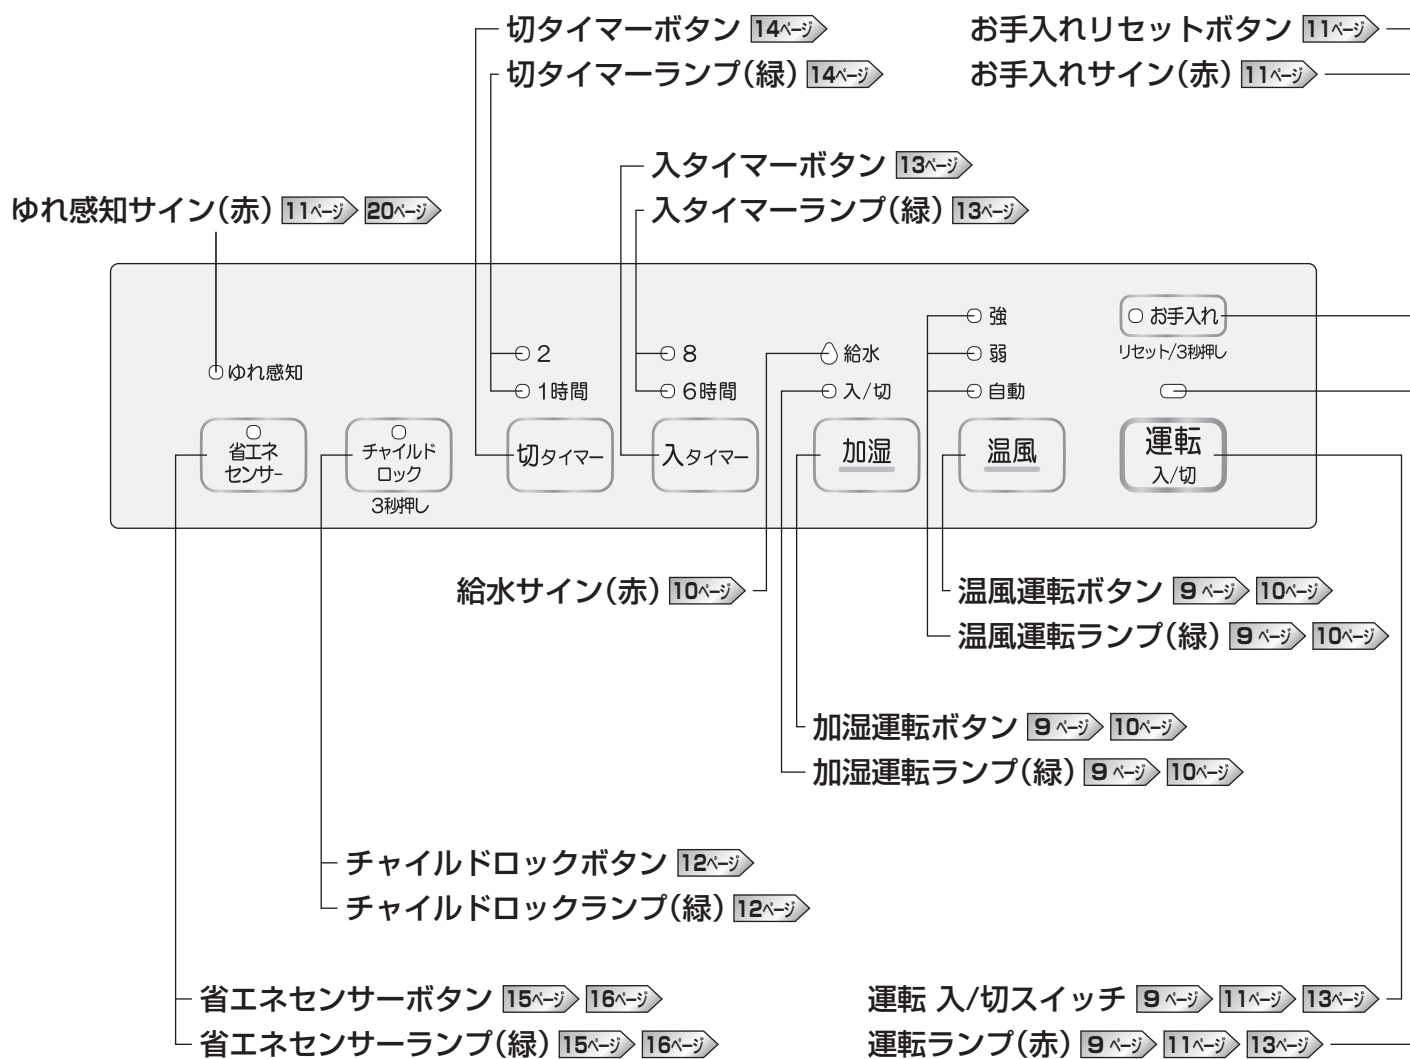 切タイマーボタン 14ページ
お手入れリセットボタン 11ページ
切タイマーランプ(緑) 14ページ
お手入れサイン(赤) 11ページ
入タイマーボタン 13ページ
ゆれ感知サイン(赤) 11ページ 20ページ
入タイマーランプ(緑) 13ページ
強
お手入れ
2
8
給水
弱
リセット/3秒押し
ゆれ感知
1時間
6時間
入/切
自動
省エネ
センサー
チャイルド
ロック
3秒押し
切タイマー
入タイマー
加湿
温風
運転
入/切
給水サイン(赤) 10ページ
温風運転ボタン 9ページ 10ページ
温風運転ランプ(緑) 9ページ 10ページ
加湿運転ボタン 9ページ 10ページ
加湿運転ランプ(緑) 9ページ 10ページ
チャイルドロックボタン 12ページ
チャイルドロックランプ(緑) 12ページ
省エネセンサーボタン 15ページ 16ページ
運転 入/切スイッチ 9ページ 11ページ 13ページ
省エネセンサーランプ(緑) 15ページ 16ページ
運転ランプ(赤) 9ページ 11ページ 13ページ